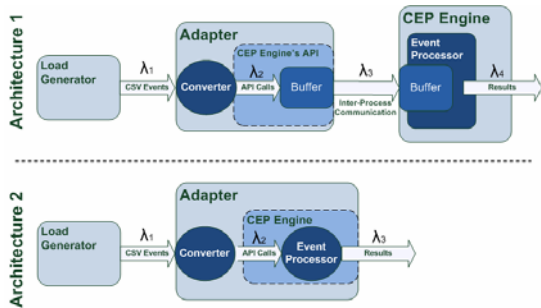 Architecture 1
Load
Generator
λ1
CSV Events
Adapter
Converter
CEP Engine's API
λ2
API Calls
Buffer
λ3
Inter-Process
Communication
CEP Engine
Event
Processor
Buffer
λ4
Results
Architecture 2
Load
Generator
λ1
CSV Events
Adapter
Converter
CEP Engine
λ2
API Calls
Event
Processor
λ3
Results